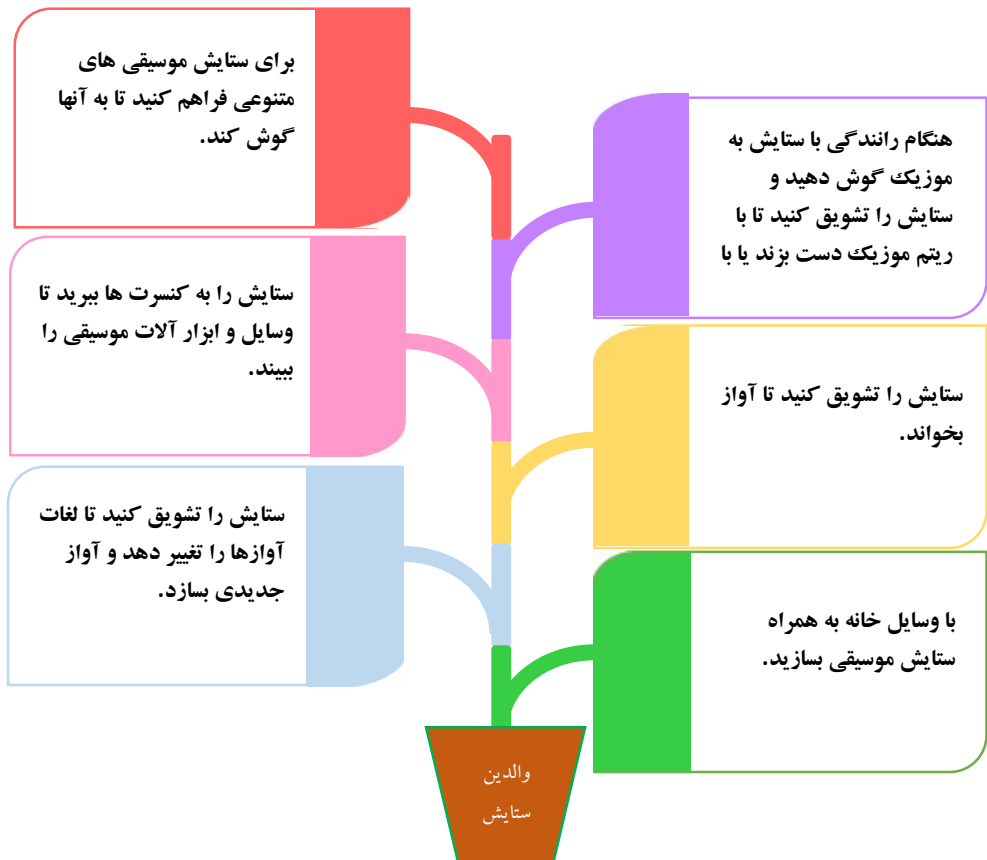 برای ستایش موسیقی های
متنوعی فراهم کنید تا به آنها
گوش کند.
هنگام رانندگی با ستایش به
موزیک گوش دهید و
ستایش را تشویق کنید تا با
ریتم موزیک دست بزند یا با
ستایش را به کنسرت ها ببرید تا
وسایل و ابزار آلات موسیقی را
ببیند.
ستایش را تشویق کنید تا آواز
بخواند.
ستایش را تشویق کنید تا لغات
آوازها را تغییر دهد و آواز
جدیدی بسازد.
با وسایل خانه به همراه
ستایش موسیقی بسازید.
والدین
ستایش